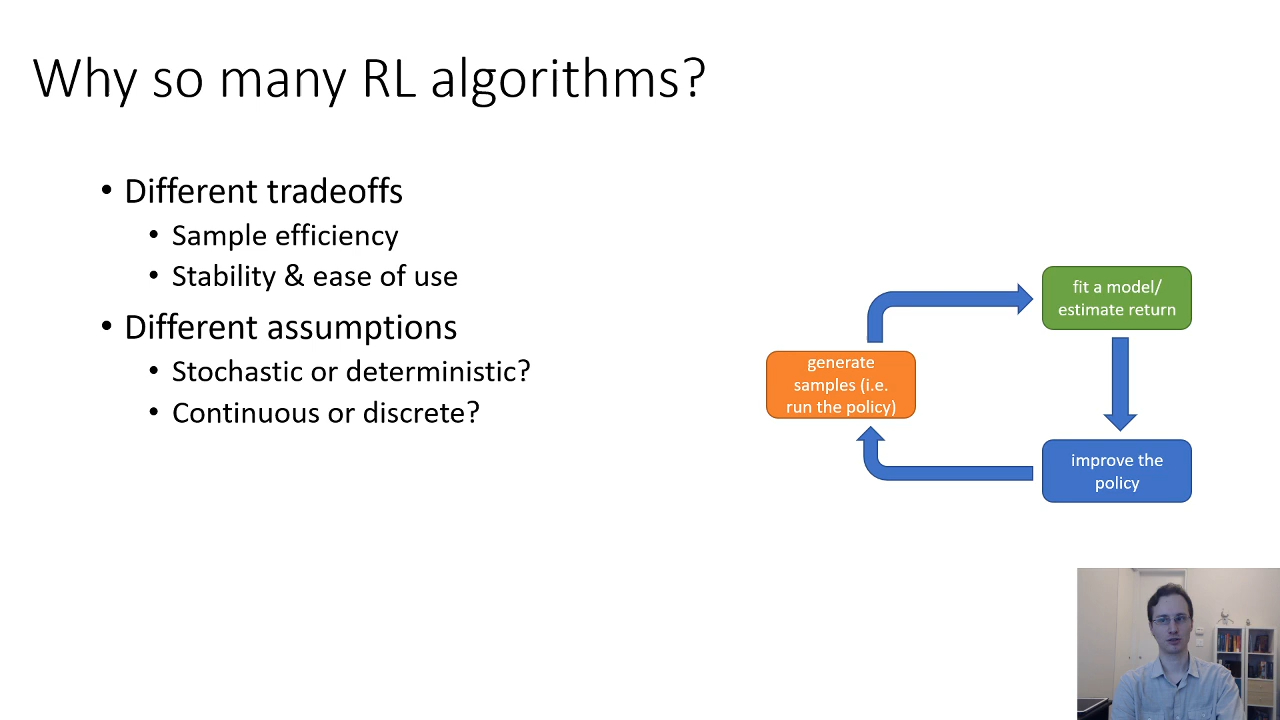 Why so many RL algorithms?
• Different tradeoffs
• Sample efficiency
• Stability & ease of use
• Different assumptions
• Stochastic or deterministic?
• Continuous or discrete?
fit a model/
estimate return
generate
samples (i.e.
run the policy)
improve the
policy